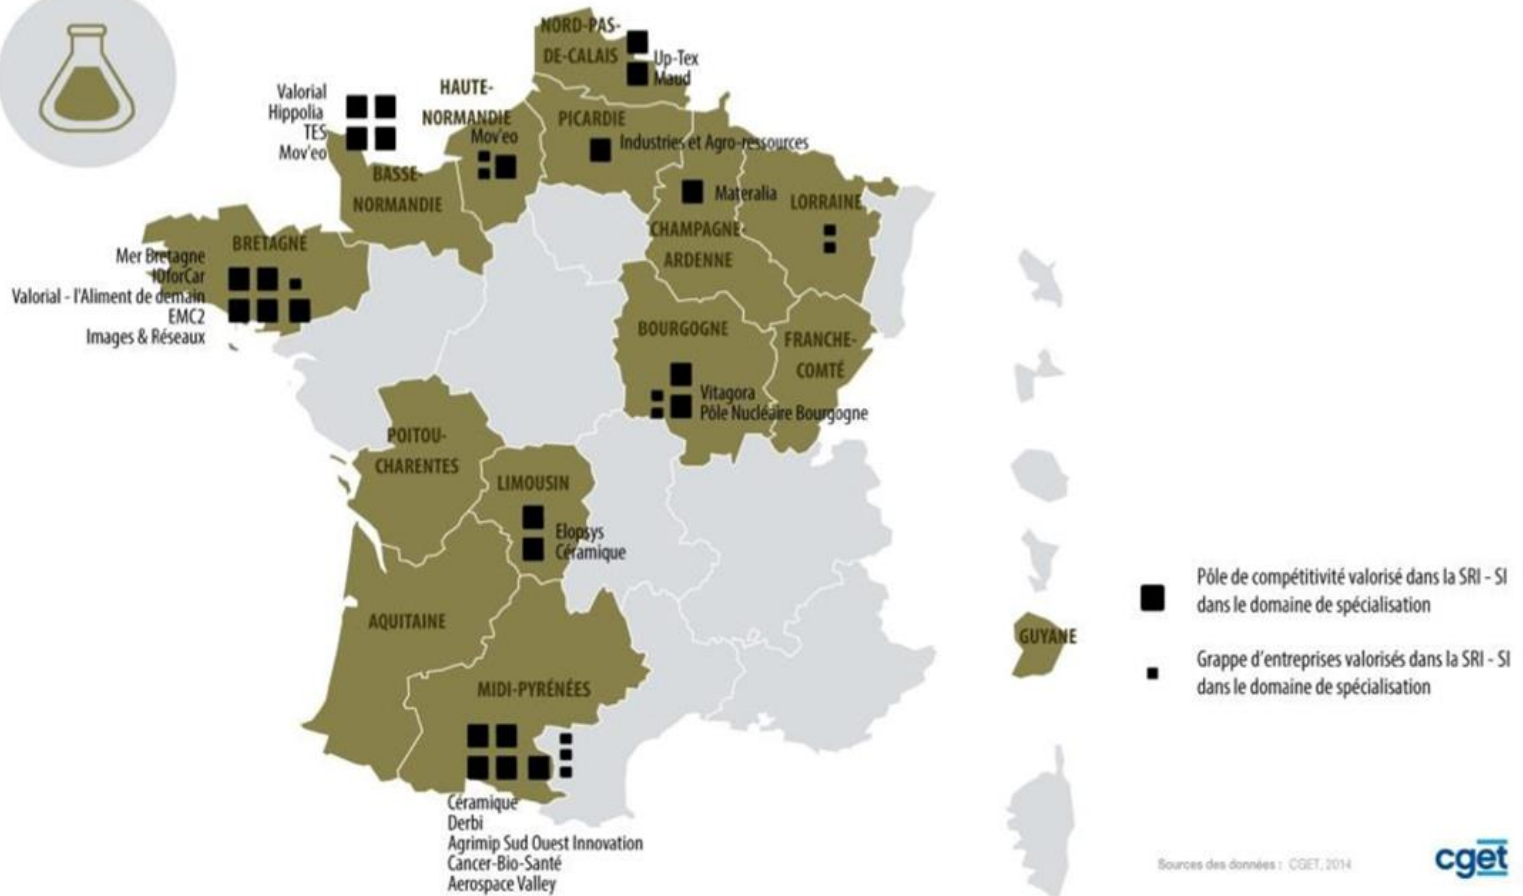 NORD-PAS-
DE-CALAIS
Up-Tex
Maud
HAUTE-
NORMANDIE
Mov'eo
Valorial
Hippolia
TES
Mov'eo
PICARDIE
Industries et Agro-ressources
BASSE-
NORMANDIE
Materalia
LORRAINE
CHAMPAGNE-
ARDENNE
BRETAGNE
Mer Bretagne
IDforCar
Valorial - l'Aliment de demain
EMC2
Images & Réseaux
BOURGOGNE
FRANCHE-
COMTÉ
Vitagora
Pôle Nucléaire Bourgogne
POITOU-
CHARENTES
LIMOUSIN
Elopsys
Céramique
AQUITAINE
MIDI-PYRÉNÉES
Céramique
Derbi
Agrimip Sud Ouest Innovation
Cancer-Bio-Santé
Aerospace Valley
GUYANE
Pôle de compétitivité valorisé dans la SRI - SI
dans le domaine de spécialisation
Grappe d'entreprises valorisés dans la SRI - SI
dans le domaine de spécialisation
Sources des données : CGET, 2014
cget